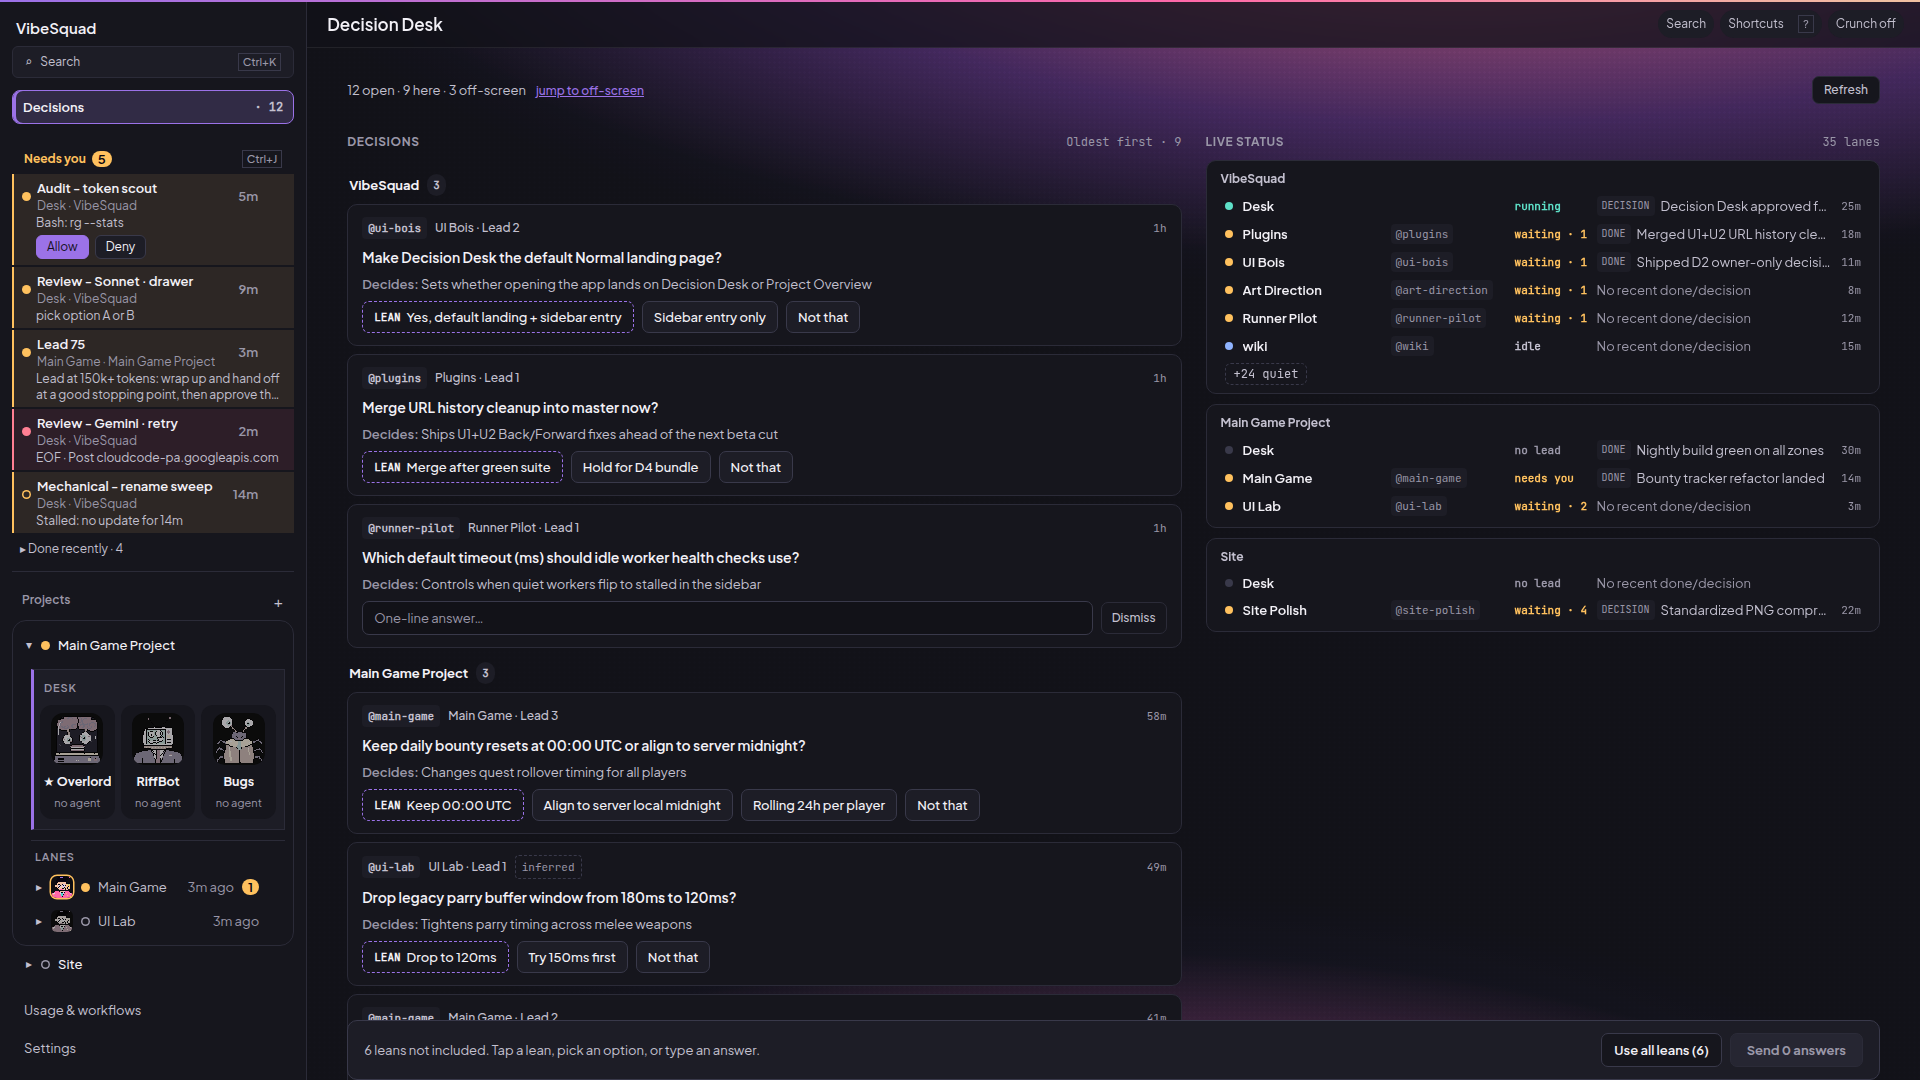 VibeSquad
Search
Ctrl+K
Decisions
· 12
Needs you 5
Ctrl+J
Audit – token scout
5m
Desk · VibeSquad
Bash: rg --stats
Allow
Deny
Review – Sonnet · drawer
9m
Desk · VibeSquad
pick option A or B
Lead 75
3m
Main Game · Main Game Project
Lead at 150k+ tokens: wrap up and hand off
at a good stopping point, then approve th…
Review – Gemini · retry
2m
Desk · VibeSquad
EOF · Post cloudcode-pa.googleapis.com
Mechanical – rename sweep
14m
Desk · VibeSquad
Stalled: no update for 14m
▸ Done recently · 4
Projects
+
▾ Main Game Project
DESK
★ Overlord
no agent
RiffBot
no agent
Bugs
no agent
LANES
▸ Main Game 3m ago 1
▸ UI Lab 3m ago
▸ Site
Usage & workflows
Settings
Decision Desk
Search
Shortcuts ?
Crunch off
12 open · 9 here · 3 off-screen jump to off-screen
Refresh
DECISIONS
Oldest first · 9
VibeSquad 3
@ui-bois UI Bois · Lead 2
1h
Make Decision Desk the default Normal landing page?
Decides: Sets whether opening the app lands on Decision Desk or Project Overview
LEAN Yes, default landing + sidebar entry
Sidebar entry only
Not that
@plugins Plugins · Lead 1
1h
Merge URL history cleanup into master now?
Decides: Ships U1+U2 Back/Forward fixes ahead of the next beta cut
LEAN Merge after green suite
Hold for D4 bundle
Not that
@runner-pilot Runner Pilot · Lead 1
1h
Which default timeout (ms) should idle worker health checks use?
Decides: Controls when quiet workers flip to stalled in the sidebar
One-line answer…
Dismiss
Main Game Project 3
@main-game Main Game · Lead 3
58m
Keep daily bounty resets at 00:00 UTC or align to server midnight?
Decides: Changes quest rollover timing for all players
LEAN Keep 00:00 UTC
Align to server local midnight
Rolling 24h per player
Not that
@ui-lab UI Lab · Lead 1 inferred
49m
Drop legacy parry buffer window from 180ms to 120ms?
Decides: Tightens parry timing across melee weapons
LEAN Drop to 120ms
Try 150ms first
Not that
@main-game Main Game · Lead 2
41m
LIVE STATUS
35 lanes
VibeSquad
Desk running DECISION Decision Desk approved f… 25m
Plugins @plugins waiting · 1 DONE Merged U1+U2 URL history cle… 18m
UI Bois @ui-bois waiting · 1 DONE Shipped D2 owner-only decisi… 11m
Art Direction @art-direction waiting · 1 No recent done/decision 8m
Runner Pilot @runner-pilot waiting · 1 No recent done/decision 12m
wiki @wiki idle No recent done/decision 15m
+24 quiet
Main Game Project
Desk no lead DONE Nightly build green on all zones 30m
Main Game @main-game needs you DONE Bounty tracker refactor landed 14m
UI Lab @ui-lab waiting · 2 No recent done/decision 3m
Site
Desk no lead No recent done/decision
Site Polish @site-polish waiting · 4 DECISION Standardized PNG compr… 22m
6 leans not included. Tap a lean, pick an option, or type an answer.
Use all leans (6)
Send 0 answers